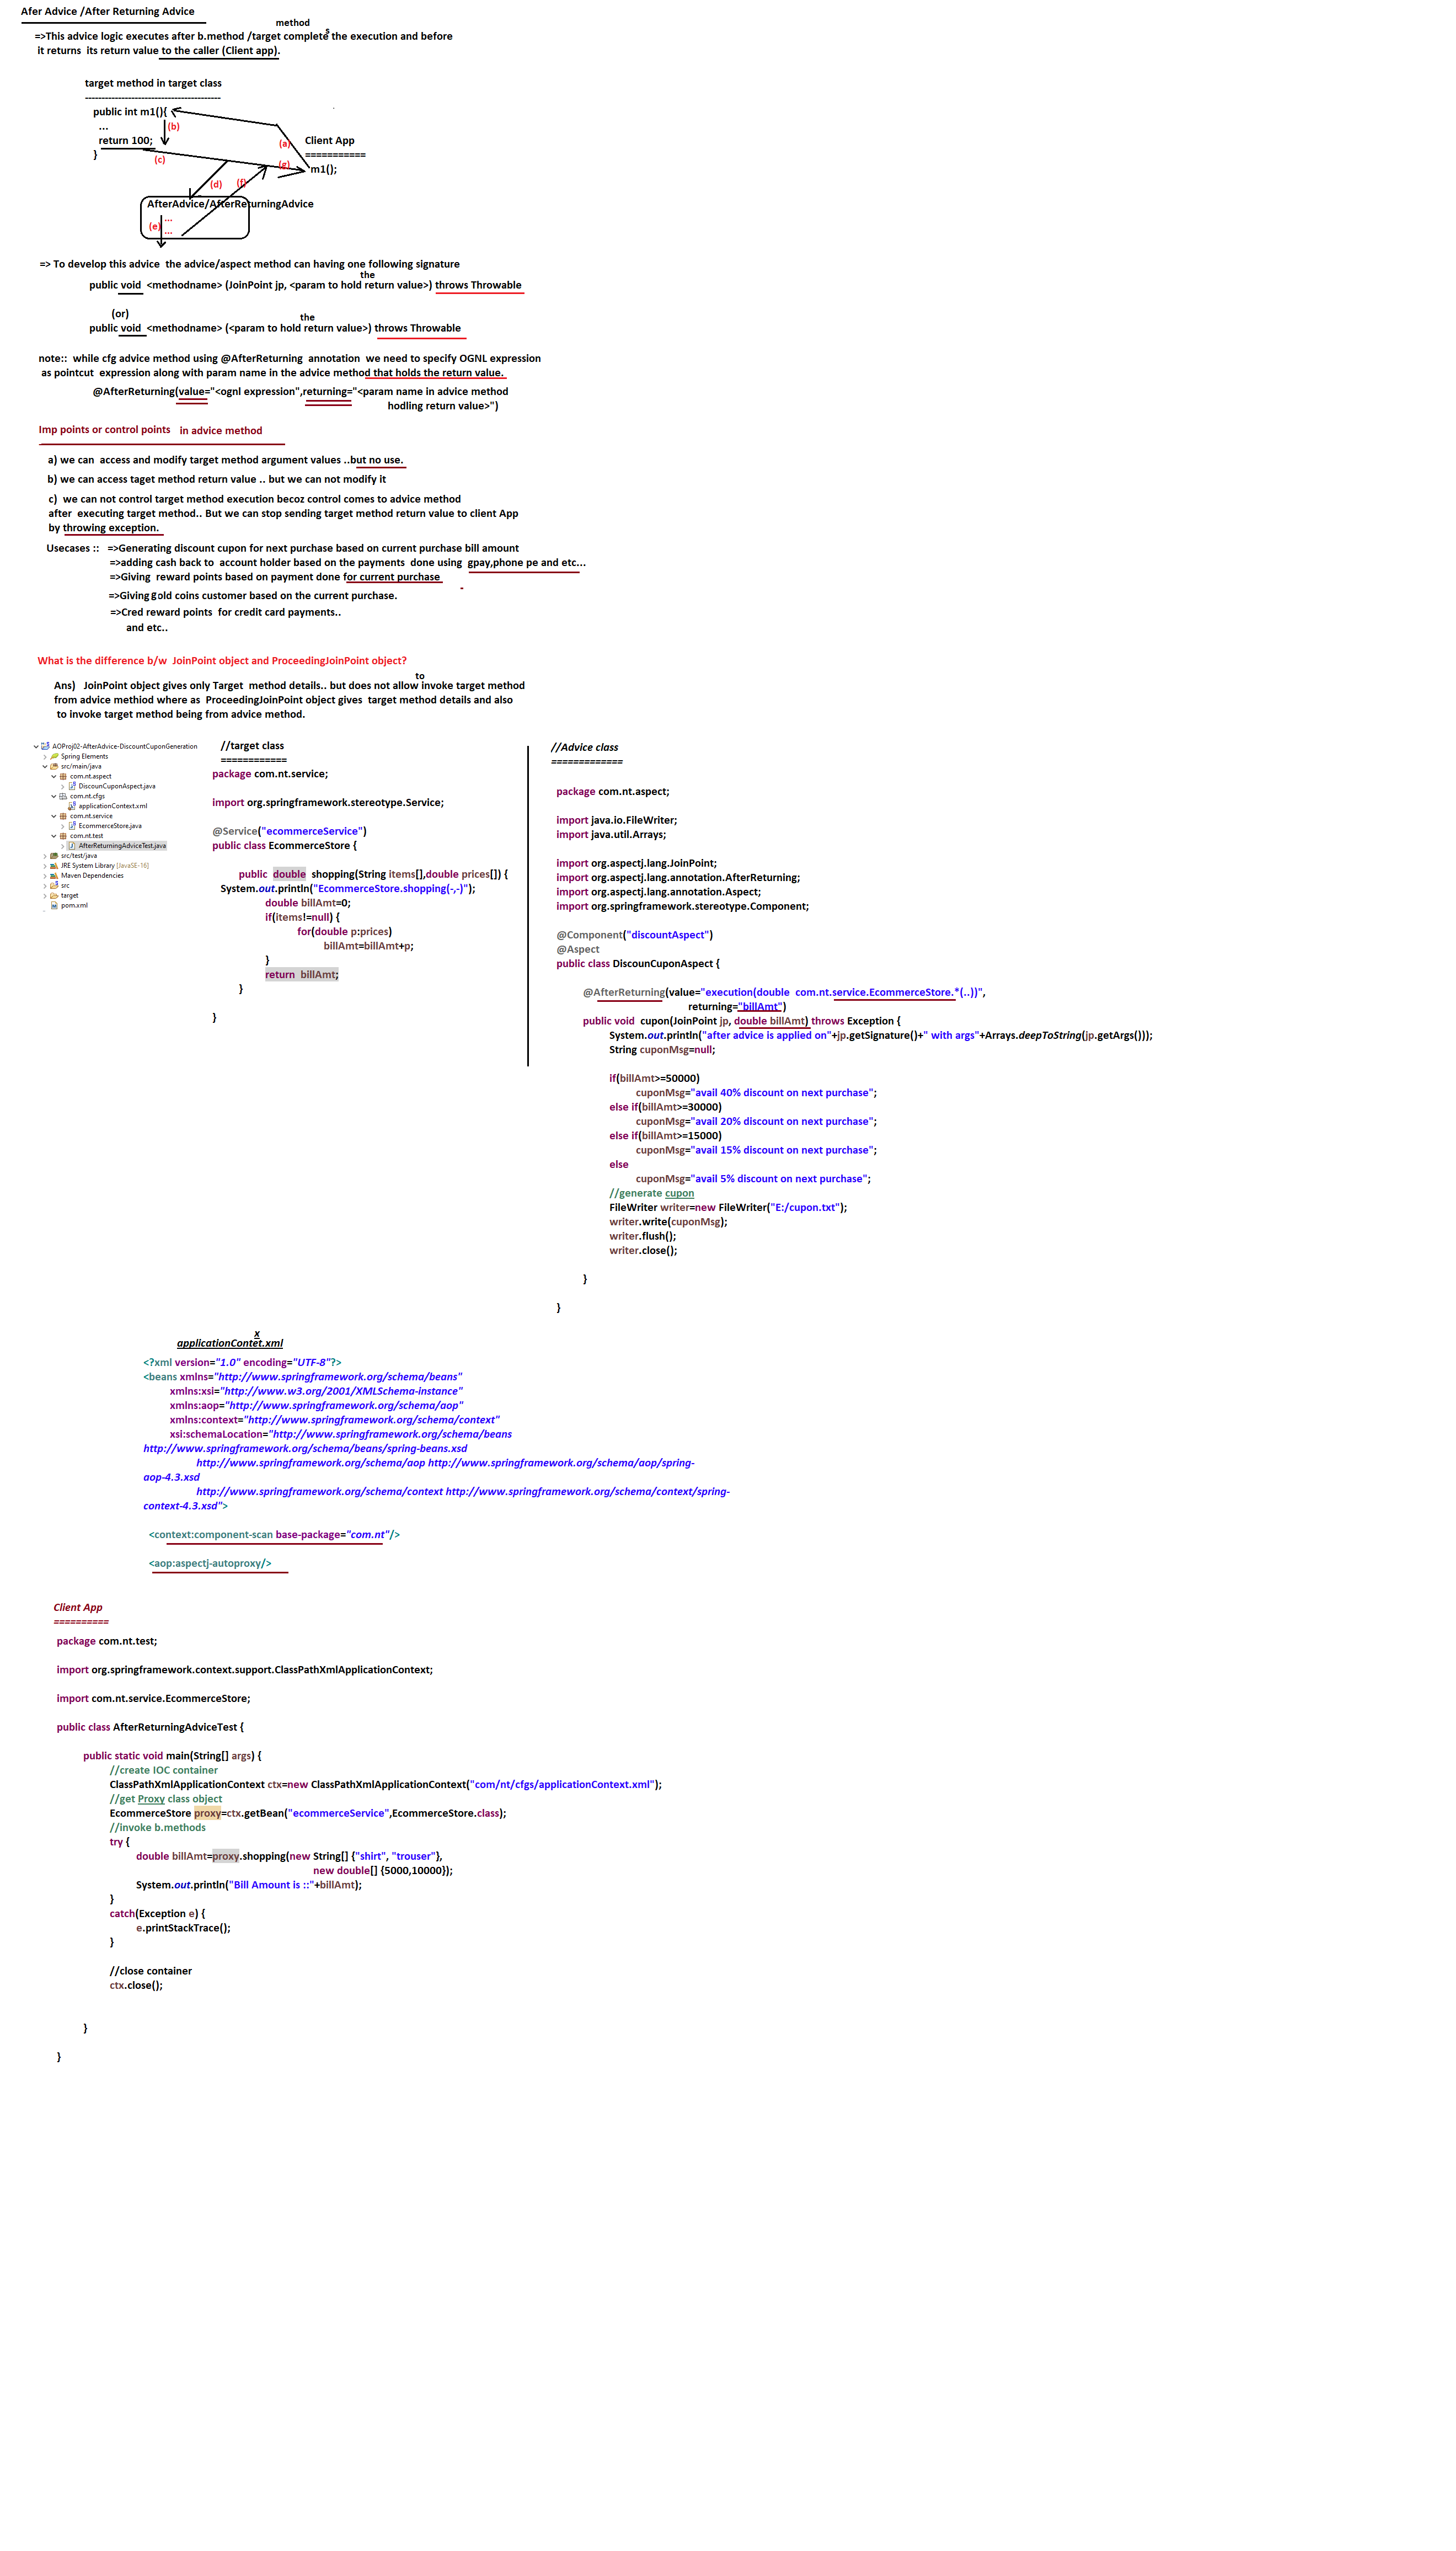 Afer Advice /After Returning Advice
method
s
=>This advice logic executes after b.method /target complete the execution and before
it returns  its return value to the caller (Client app).
target method in target class
-----------------------------------------
public int m1(){
...
(b)
return 100;
}
(a)
Client App
===========
(c)
(g)
m1();
(d)
(f)
AfterAdvice/AfterReturningAdvice
...
(e)
...
=> To develop this advice  the advice/aspect method can having one following signature
the
public void  <methodname> (JoinPoint jp, <param to hold return value>) throws Throwable
(or)
the
public void  <methodname> (<param to hold return value>) throws Throwable
note::  while cfg advice method using @AfterReturning  annotation  we need to specify OGNL expression
as pointcut  expression along with param name in the advice method that holds the return value.
@AfterReturning(value="<ognl expression",returning="<param name in advice method
hodling return value>")
Imp points or control points   in advice method
a) we can  access and modify target method argument values ..but no use.
b) we can access taget method return value .. but we can not modify it
c)  we can not control target method execution becoz control comes to advice method
after  executing target method.. But we can stop sending target method return value to client App
by throwing exception.
Usecases ::   =>Generating discount cupon for next purchase based on current purchase bill amount
=>adding cash back to  account holder based on the payments  done using  gpay,phone pe and etc...
=>Giving  reward points based on payment done for current purchase
=>Giving gold coins customer based on the current purchase.
=>Cred reward points  for credit card payments..
and etc..
What is the difference b/w  JoinPoint object and ProceedingJoinPoint object?
to
Ans)   JoinPoint object gives only Target  method details.. but does not allow invoke target method
from advice methiod where as  ProceedingJoinPoint object gives  target method details and also
to invoke target method being from advice method.
AOProj02-AfterAdvice-DiscountCuponGeneration
Spring Elements
src/main/java
com.nt.aspect
DiscounCuponAspect.java
com.nt.cfgs
applicationContext.xml
com.nt.service
EcommerceStore.java
com.nt.test
AfterReturningAdviceTest.java
src/test/java
JRE System Library [JavaSE-16]
Maven Dependencies
src
target
pom.xml
//target class
============
package com.nt.service;
import org.springframework.stereotype.Service;
@Service("ecommerceService")
public class EcommerceStore {
public  double  shopping(String items[],double prices[]) {
System.out.println("EcommerceStore.shopping(-,-)");
double billAmt=0;
if(items!=null) {
for(double p:prices)
billAmt=billAmt+p;
}
return  billAmt;
}
}
//Advice class
=============
package com.nt.aspect;
import java.io.FileWriter;
import java.util.Arrays;
import org.aspectj.lang.JoinPoint;
import org.aspectj.lang.annotation.AfterReturning;
import org.aspectj.lang.annotation.Aspect;
import org.springframework.stereotype.Component;
@Component("discountAspect")
@Aspect
public class DiscounCuponAspect {
@AfterReturning(value="execution(double  com.nt.service.EcommerceStore.*(..))",
returning="billAmt")
public void  cupon(JoinPoint jp, double billAmt) throws Exception {
System.out.println("after advice is applied on"+jp.getSignature()+" with args"+Arrays.deepToString(jp.getArgs()));
String cuponMsg=null;
if(billAmt>=50000)
cuponMsg="avail 40% discount on next purchase";
else if(billAmt>=30000)
cuponMsg="avail 20% discount on next purchase";
else if(billAmt>=15000)
cuponMsg="avail 15% discount on next purchase";
else
cuponMsg="avail 5% discount on next purchase";
//generate cupon
FileWriter writer=new FileWriter("E:/cupon.txt");
writer.write(cuponMsg);
writer.flush();
writer.close();
}
}
x
applicationContet.xml
<?xml version="1.0" encoding="UTF-8"?>
<beans xmlns="http://www.springframework.org/schema/beans"
xmlns:xsi="http://www.w3.org/2001/XMLSchema-instance"
xmlns:aop="http://www.springframework.org/schema/aop"
xmlns:context="http://www.springframework.org/schema/context"
xsi:schemaLocation="http://www.springframework.org/schema/beans
http://www.springframework.org/schema/beans/spring-beans.xsd
http://www.springframework.org/schema/aop http://www.springframework.org/schema/aop/spring-
aop-4.3.xsd
http://www.springframework.org/schema/context http://www.springframework.org/schema/context/spring-
context-4.3.xsd">
<context:component-scan base-package="com.nt"/>
<aop:aspectj-autoproxy/>
Client App
==========
package com.nt.test;
import org.springframework.context.support.ClassPathXmlApplicationContext;
import com.nt.service.EcommerceStore;
public class AfterReturningAdviceTest {
public static void main(String[] args) {
//create IOC container
ClassPathXmlApplicationContext ctx=new ClassPathXmlApplicationContext("com/nt/cfgs/applicationContext.xml");
//get Proxy class object
EcommerceStore proxy=ctx.getBean("ecommerceService",EcommerceStore.class);
//invoke b.methods
try {
double billAmt=proxy.shopping(new String[] {"shirt", "trouser"},
new double[] {5000,10000});
System.out.println("Bill Amount is ::"+billAmt);
}
catch(Exception e) {
e.printStackTrace();
}
//close container
ctx.close();
}
}